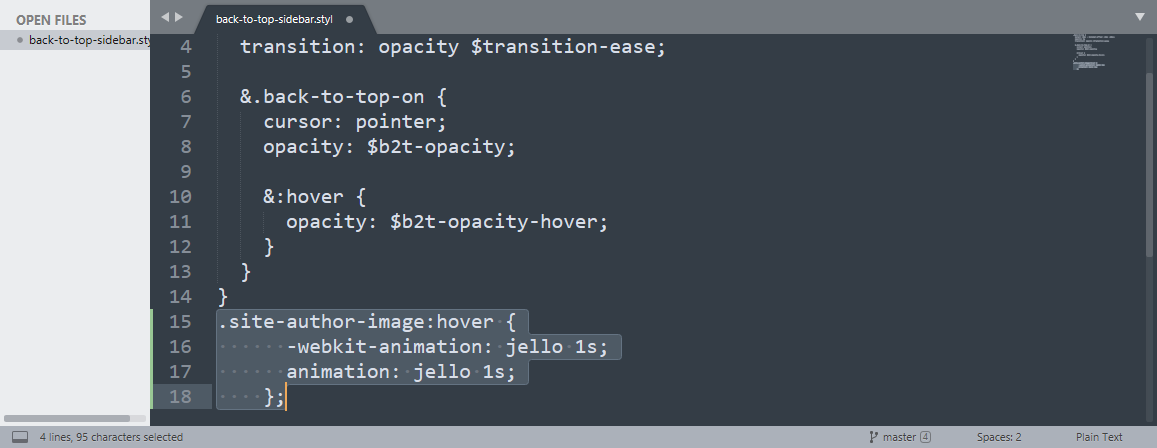 OPEN FILES
back-to-top-sidebar.sty
back-to-top-sidebar.styl
4 transition: opacity $transition-ease;
5
6 &.back-to-top-on {
7 cursor: pointer;
8 opacity: $b2t-opacity;
9
10 &:hover {
11 opacity: $b2t-opacity-hover;
12 }
13 }
14 }
15 .site-author-image:hover {
16 -webkit-animation: jello 1s;
17 animation: jello 1s;
18 };
4 lines, 95 characters selected
master 4
Spaces: 2
Plain Text